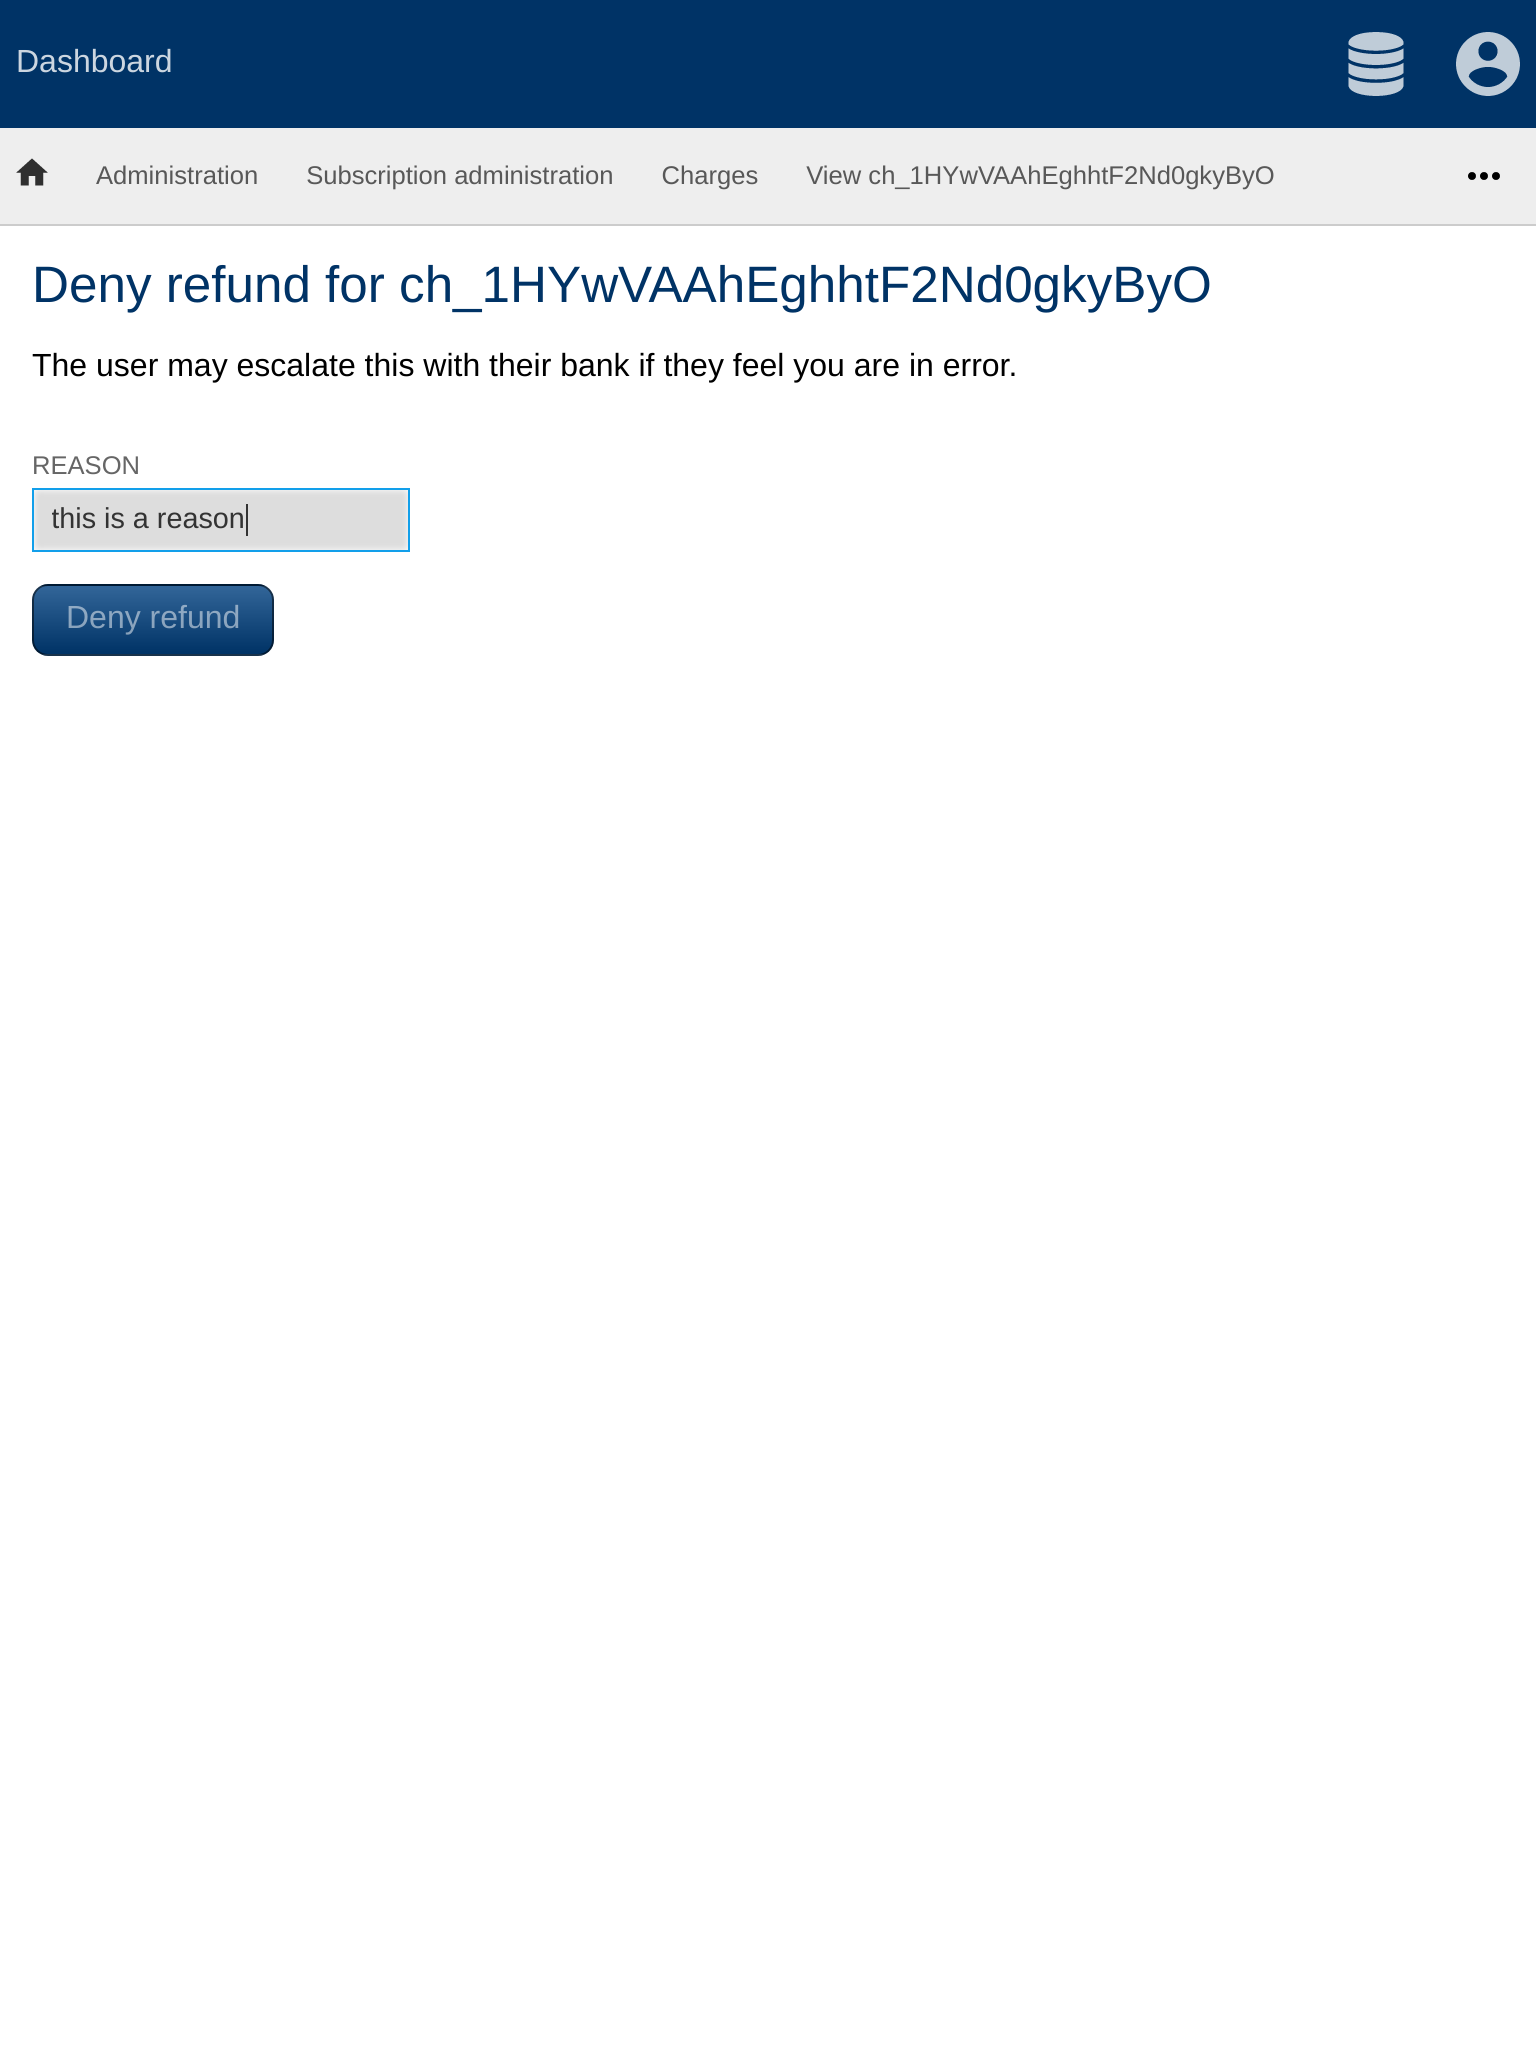 Dashboard
Administration Subscription administration Charges View ch_1HYwVAAhEghhtF2Nd0gkyByO
Deny refund for ch_1HYwVAAhEghhtF2Nd0gkyByO
The user may escalate this with their bank if they feel you are in error.
REASON
this is a reason
Deny refund